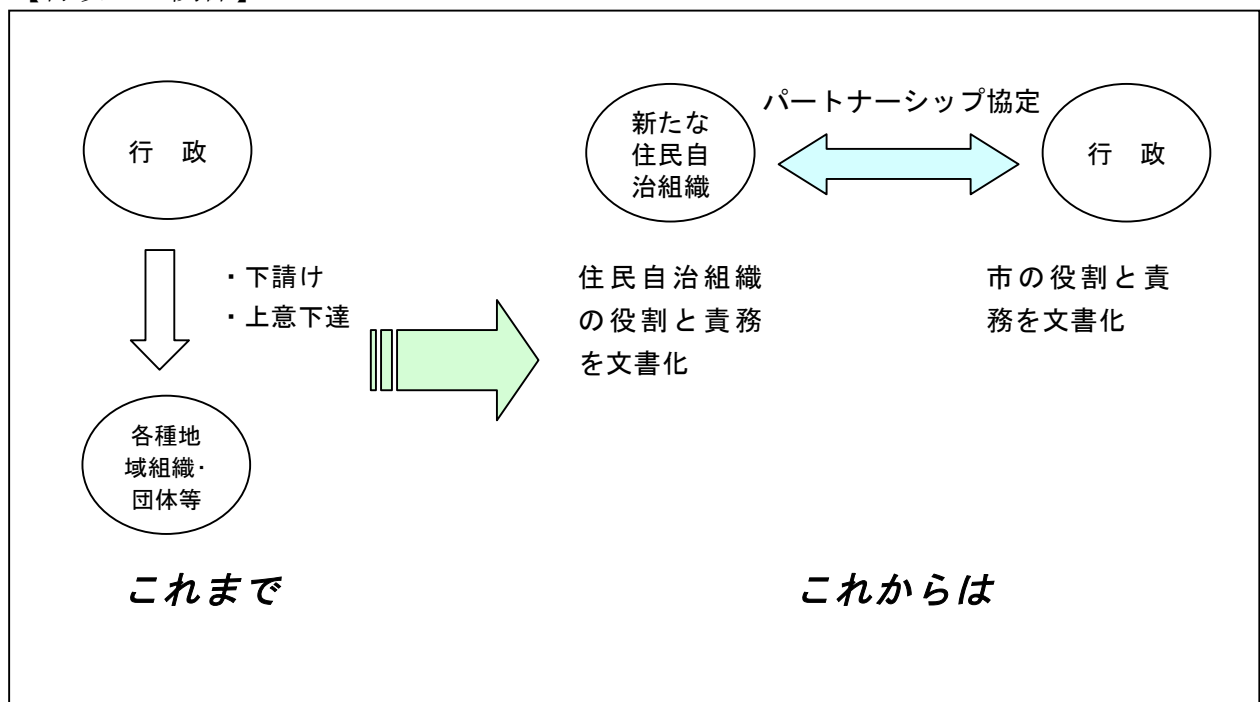 行　政
・下請け
・上意下達
各種地
域組織・
団体等
これまで
パートナーシップ協定
新たな
住民自
治組織
行　政
住民自治組織
の役割と責務
を文書化
市の役割と責
務を文書化
これからは